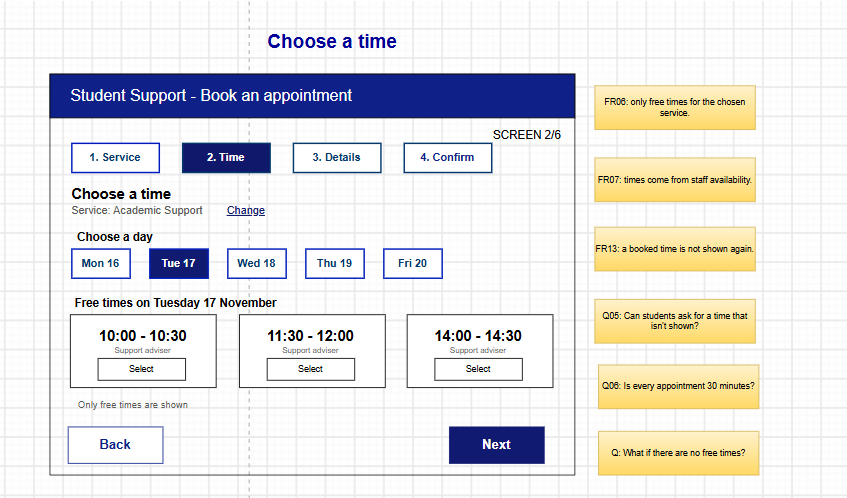 Choose a time
Student Support - Book an appointment
SCREEN 2/6
1. Service
2. Time
3. Details
4. Confirm
Choose a time
Service: Academic Support
Change
Choose a day
Mon 16
Tue 17
Wed 18
Thu 19
Fri 20
Free times on Tuesday 17 November
10:00 - 10:30
Support adviser
Select
11:30 - 12:00
Support adviser
Select
14:00 - 14:30
Support adviser
Select
Only free times are shown
Back
Next
FR06: only free times for the chosen
service.
FR07: times come from staff availability.
FR13: a booked time is not shown again.
Q05: Can students ask for a time that
isn't shown?
Q06: Is every appointment 30 minutes?
Q: What if there are no free times?